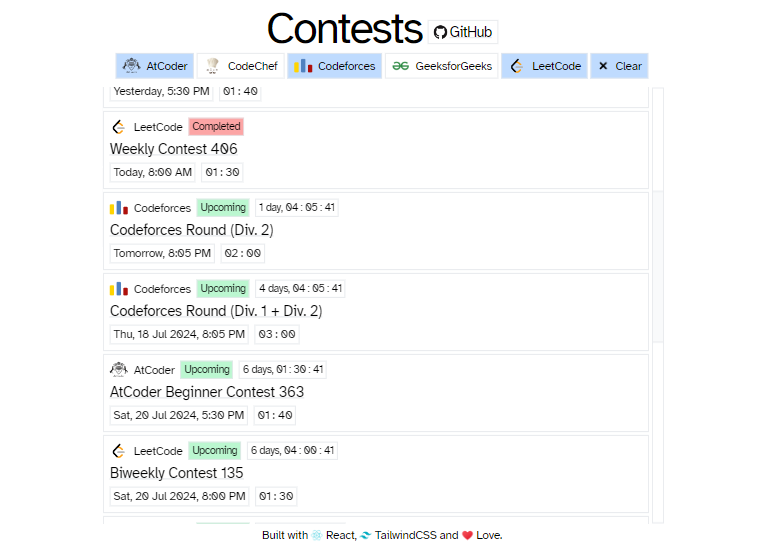 Contests GitHub
AtCoder CodeChef Codeforces GeeksforGeeks LeetCode × Clear
Yesterday, 5:30 PM 01:40
LeetCode Completed
Weekly Contest 406
Today, 8:00 AM 01:30
Codeforces Upcoming 1 day, 04:05:41
Codeforces Round (Div. 2)
Tomorrow, 8:05 PM 02:00
Codeforces Upcoming 4 days, 04:05:41
Codeforces Round (Div. 1 + Div. 2)
Thu, 18 Jul 2024, 8:05 PM 03:00
AtCoder Upcoming 6 days, 01:30:41
AtCoder Beginner Contest 363
Sat, 20 Jul 2024, 5:30 PM 01:40
LeetCode Upcoming 6 days, 04:00:41
Biweekly Contest 135
Sat, 20 Jul 2024, 8:00 PM 01:30
Built with React, TailwindCSS and ❤️ Love.